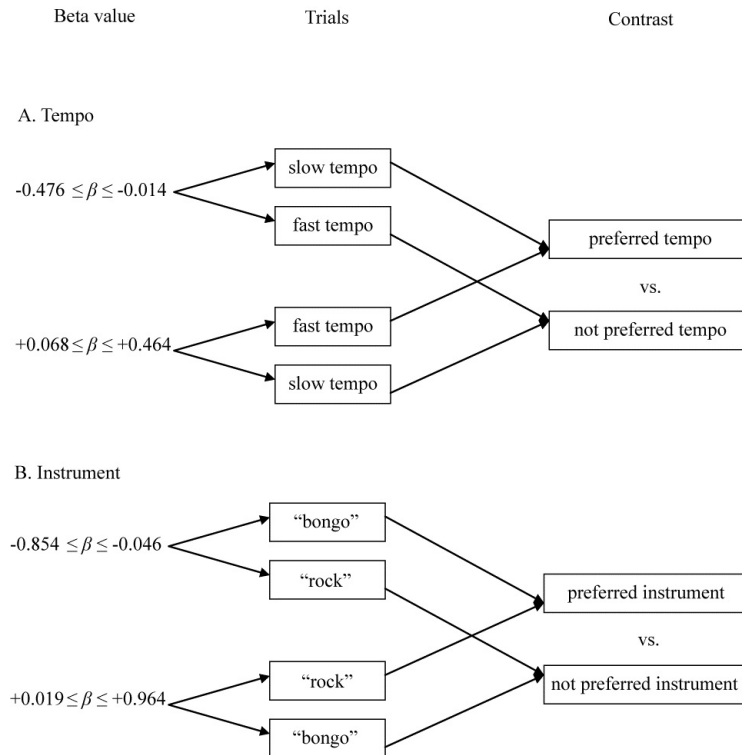 Beta value Trials Contrast
A. Tempo
slow tempo
-0.476 ≤ β ≤ -0.014
fast tempo
preferred tempo
vs.
fast tempo
not preferred tempo
+0.068 ≤ β ≤ +0.464
slow tempo
B. Instrument
“bongo”
-0.854 ≤ β ≤ -0.046
“rock”
preferred instrument
vs.
“rock”
not preferred instrument
+0.019 ≤ β ≤ +0.964
“bongo”